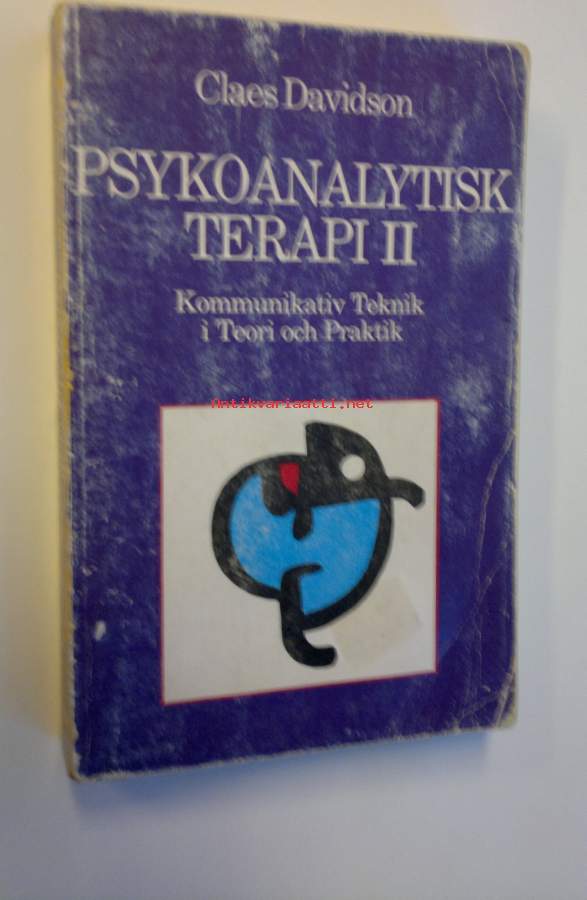 Claes Davidson
PSYKOANALYTISK
TERAPI II
Kommunikativ Teknik
i Teori och Praktik
Antikvariaatti.net